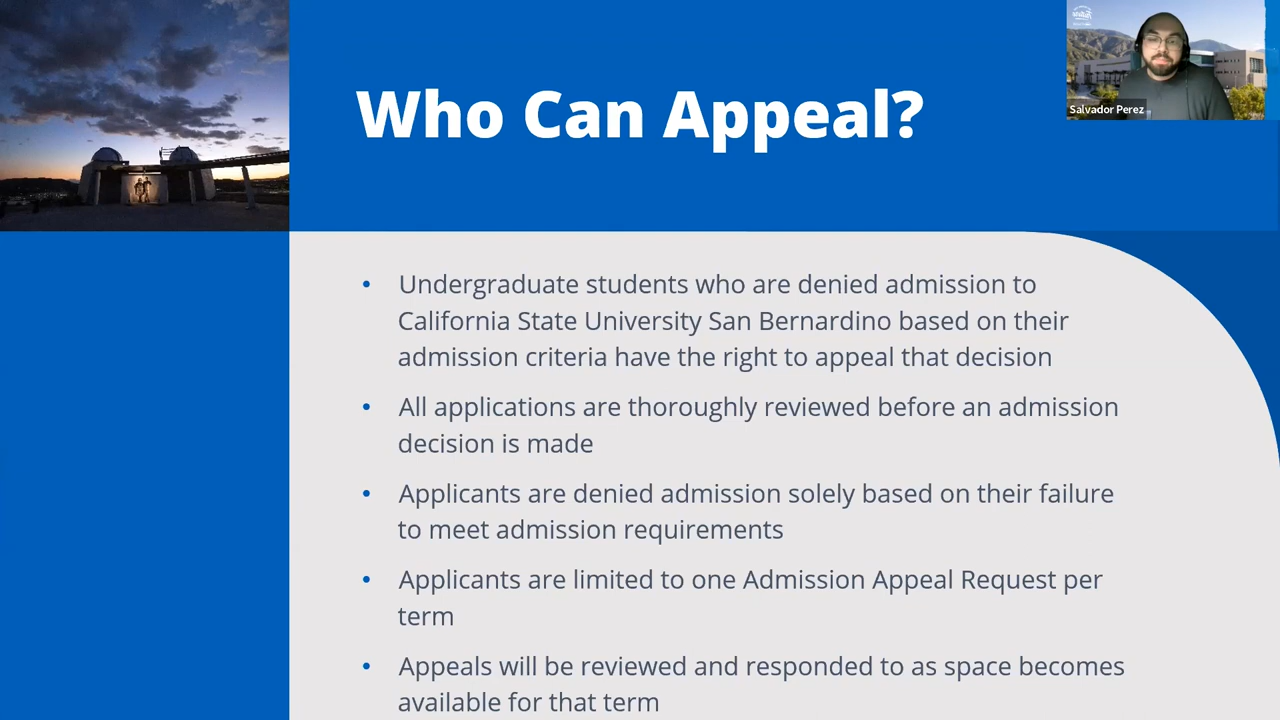 Who Can Appeal?
Salvador Perez
• Undergraduate students who are denied admission to
California State University San Bernardino based on their
admission criteria have the right to appeal that decision
• All applications are thoroughly reviewed before an admission
decision is made
• Applicants are denied admission solely based on their failure
to meet admission requirements
• Applicants are limited to one Admission Appeal Request per
term
• Appeals will be reviewed and responded to as space becomes
available for that term